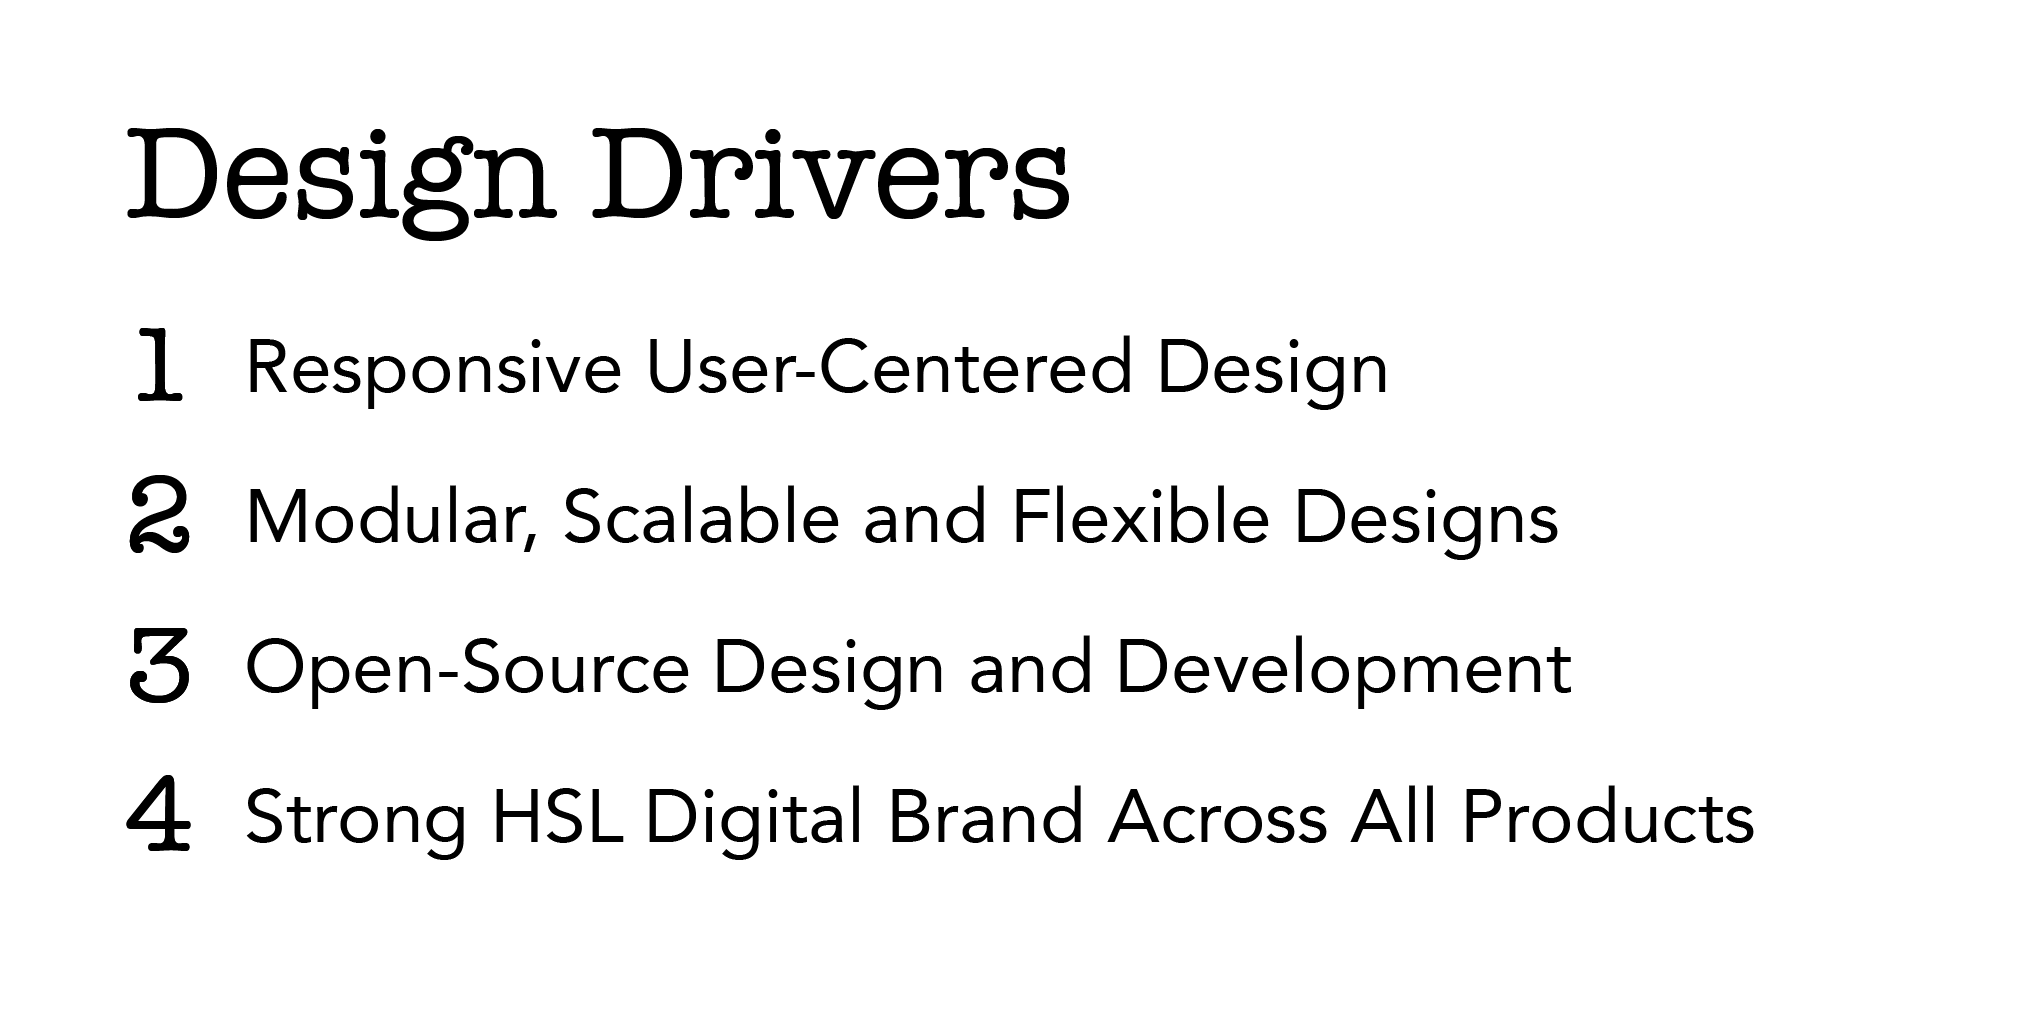 Design Drivers
1 Responsive User-Centered Design
2 Modular, Scalable and Flexible Designs
3 Open-Source Design and Development
4 Strong HSL Digital Brand Across All Products